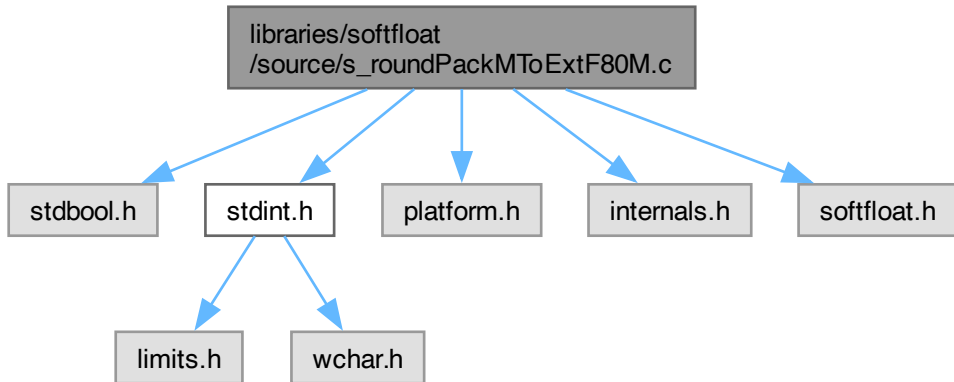 libraries/softfloat
/source/s_roundPackMToExtF80M.c
stdbool.h
stdint.h
platform.h
internals.h
softfloat.h
limits.h
wchar.h